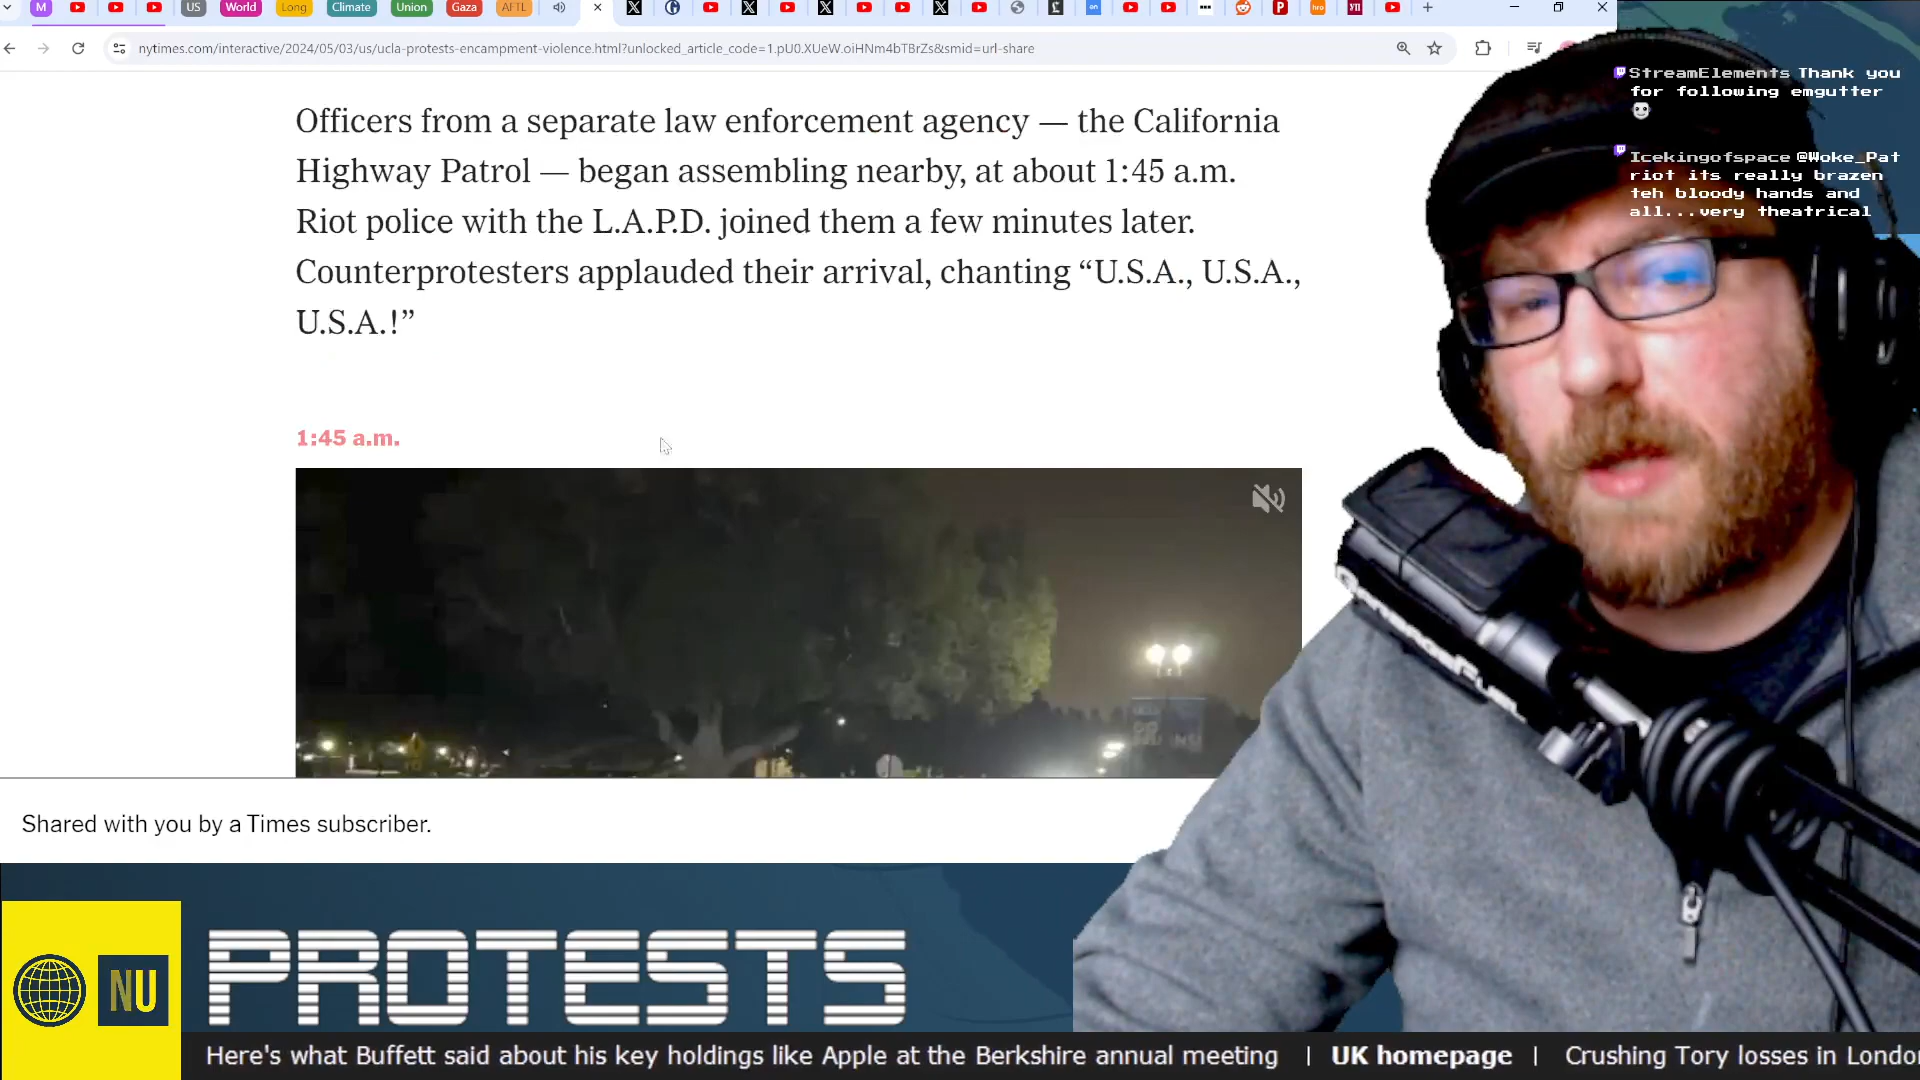 M
US
World
Long
Climate
Union
Gaza
AFTL
nytimes.com/interactive/2024/05/03/us/ucla-protests-encampment-violence.html?unlocked_article_code=1.pU0.XUeW.oiHNm4bTBrZs&smid=url-share
Officers from a separate law enforcement agency — the California
Highway Patrol — began assembling nearby, at about 1:45 a.m.
Riot police with the L.A.P.D. joined them a few minutes later.
Counterprotesters applauded their arrival, chanting “U.S.A., U.S.A.,
U.S.A.!”
1:45 a.m.
Shared with you by a Times subscriber.
StreamElements Thank you
for following emgutter
Icekingofspace @Woke_Pat
riot its really brazen
teh bloody hands and
all...very theatrical
NU
PROTESTS
Here's what Buffett said about his key holdings like Apple at the Berkshire annual meeting | UK homepage | Crushing Tory losses in Londo